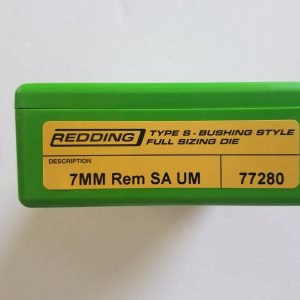 REDDING TYPE S - BUSHING STYLE
FULL SIZING DIE
DESCRIPTION
7MM Rem SA UM 77280